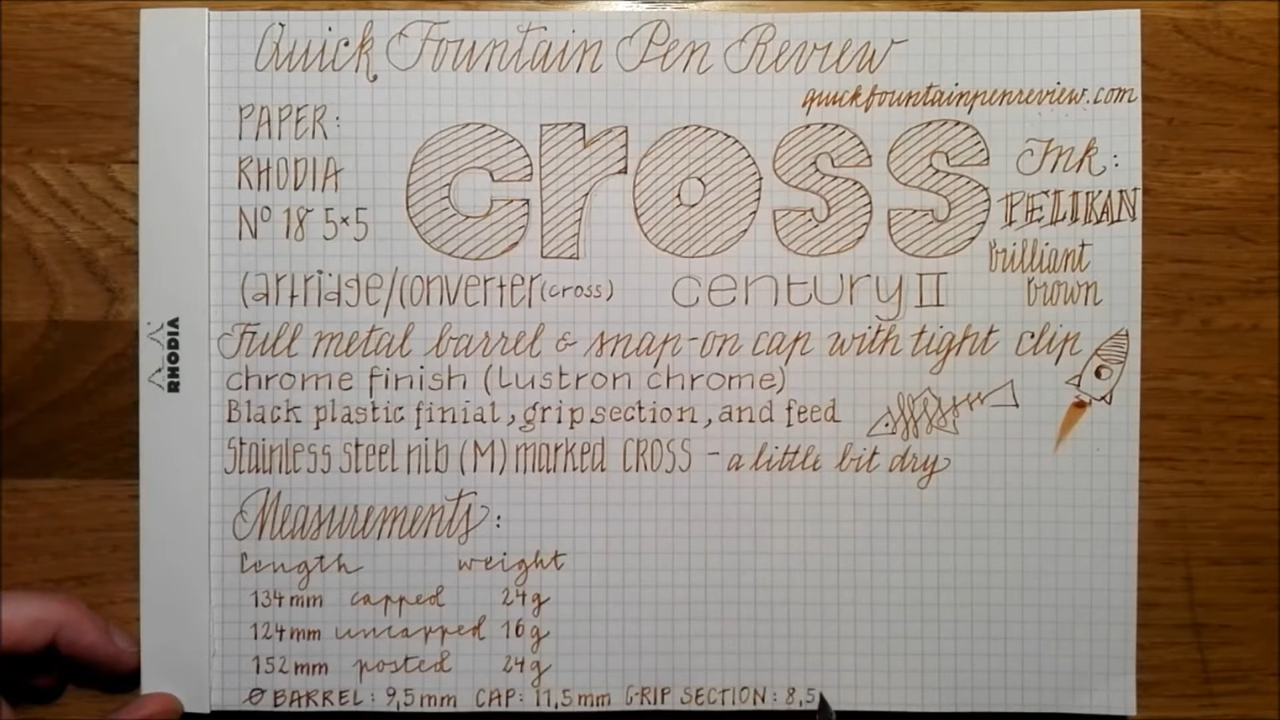 Quick Fountain Pen Review
quickfountainpenreview.com
PAPER:
RHODIA
Nº 18 5×5
cross
Ink:
PELIKAN
brilliant
brown
Cartridge/Converter (cross)
century II
Full metal barrel & snap-on cap with tight clip
chrome finish (Lustron chrome)
Black plastic finial, grip section, and feed
Stainless steel nib (M) marked CROSS - a little bit dry
Measurements:
length weight
134mm capped 24g
124mm uncapped 16g
152mm posted 24g
Ø BARREL: 9,5mm CAP: 11,5mm GRIP SECTION: 8,5
RHODIA